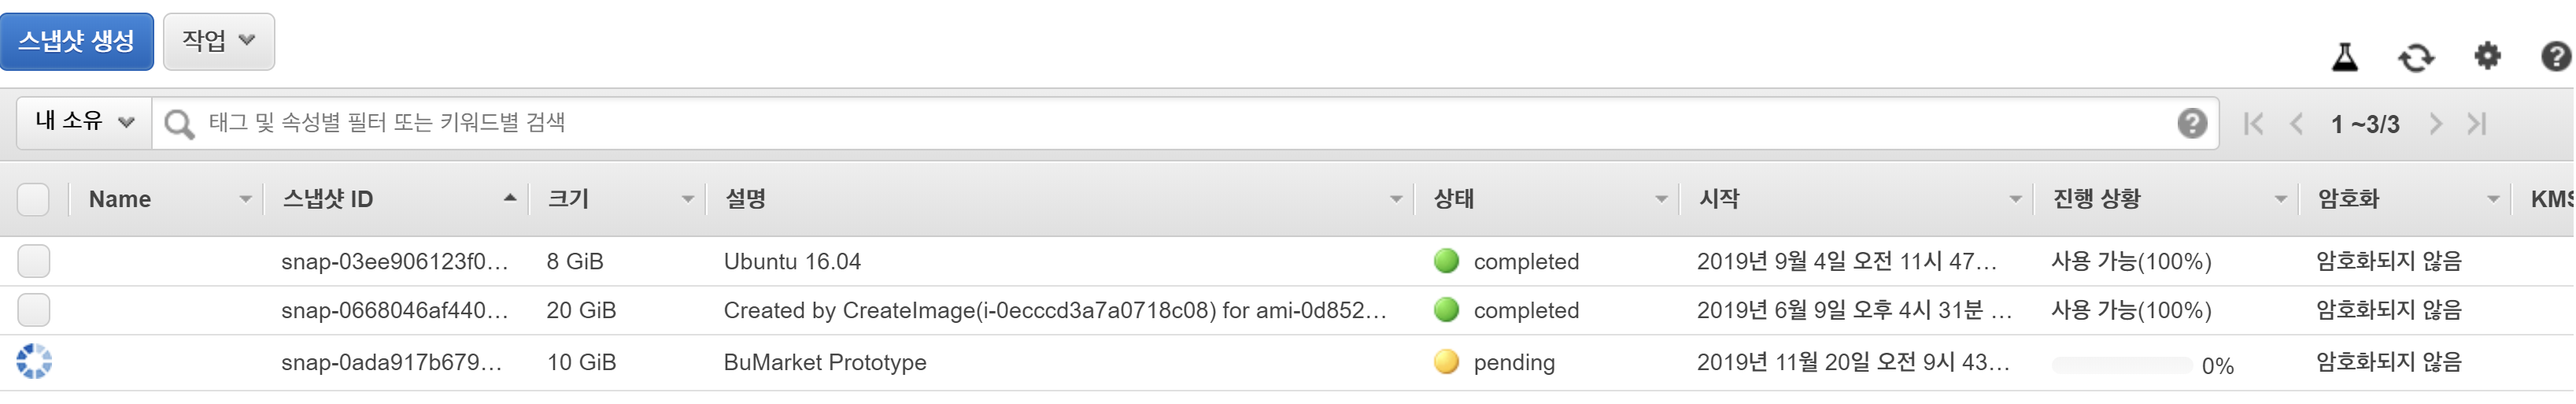 스냅샷 생성 작업
내 소유 태그 및 속성별 필터 또는 키워드별 검색 1 ~3/3
Name 스냅샷 ID 크기 설명 상태 시작 진행 상황 암호화 KMS
snap-03ee906123f0... 8 GiB Ubuntu 16.04 completed 2019년 9월 4일 오전 11시 47... 사용 가능(100%) 암호화되지 않음
snap-0668046af440... 20 GiB Created by CreateImage(i-0ecccd3a7a0718c08) for ami-0d852... completed 2019년 6월 9일 오후 4시 31분 ... 사용 가능(100%) 암호화되지 않음
snap-0ada917b679... 10 GiB BuMarket Prototype pending 2019년 11월 20일 오전 9시 43... 0% 암호화되지 않음